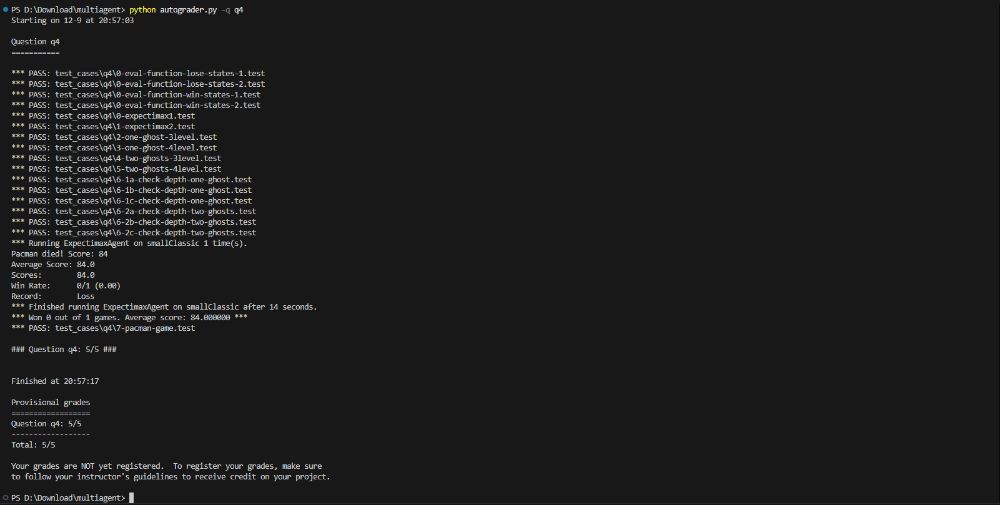 PS D:\Download\multiagent> python autograder.py -q q4
Starting on 12-9 at 20:57:03
Question q4
===========
*** PASS: test_cases\q4\0-eval-function-lose-states-1.test
*** PASS: test_cases\q4\0-eval-function-lose-states-2.test
*** PASS: test_cases\q4\0-eval-function-win-states-1.test
*** PASS: test_cases\q4\0-eval-function-win-states-2.test
*** PASS: test_cases\q4\0-expectimax1.test
*** PASS: test_cases\q4\1-expectimax2.test
*** PASS: test_cases\q4\2-one-ghost-3level.test
*** PASS: test_cases\q4\3-one-ghost-4level.test
*** PASS: test_cases\q4\4-two-ghosts-3level.test
*** PASS: test_cases\q4\5-two-ghosts-4level.test
*** PASS: test_cases\q4\6-1a-check-depth-one-ghost.test
*** PASS: test_cases\q4\6-1b-check-depth-one-ghost.test
*** PASS: test_cases\q4\6-1c-check-depth-one-ghost.test
*** PASS: test_cases\q4\6-2a-check-depth-two-ghosts.test
*** PASS: test_cases\q4\6-2b-check-depth-two-ghosts.test
*** PASS: test_cases\q4\6-2c-check-depth-two-ghosts.test
*** Running ExpectimaxAgent on smallClassic 1 time(s).
Pacman died! Score: 84
Average Score: 84.0
Scores:        84.0
Win Rate:      0/1 (0.00)
Record:        Loss
*** Finished running ExpectimaxAgent on smallClassic after 14 seconds.
*** Won 0 out of 1 games. Average score: 84.000000 ***
*** PASS: test_cases\q4\7-pacman-game.test
### Question q4: 5/5 ###
Finished at 20:57:17
Provisional grades
==================
Question q4: 5/5
------------------
Total: 5/5
Your grades are NOT yet registered.  To register your grades, make sure
to follow your instructor's guidelines to receive credit on your project.
PS D:\Download\multiagent>